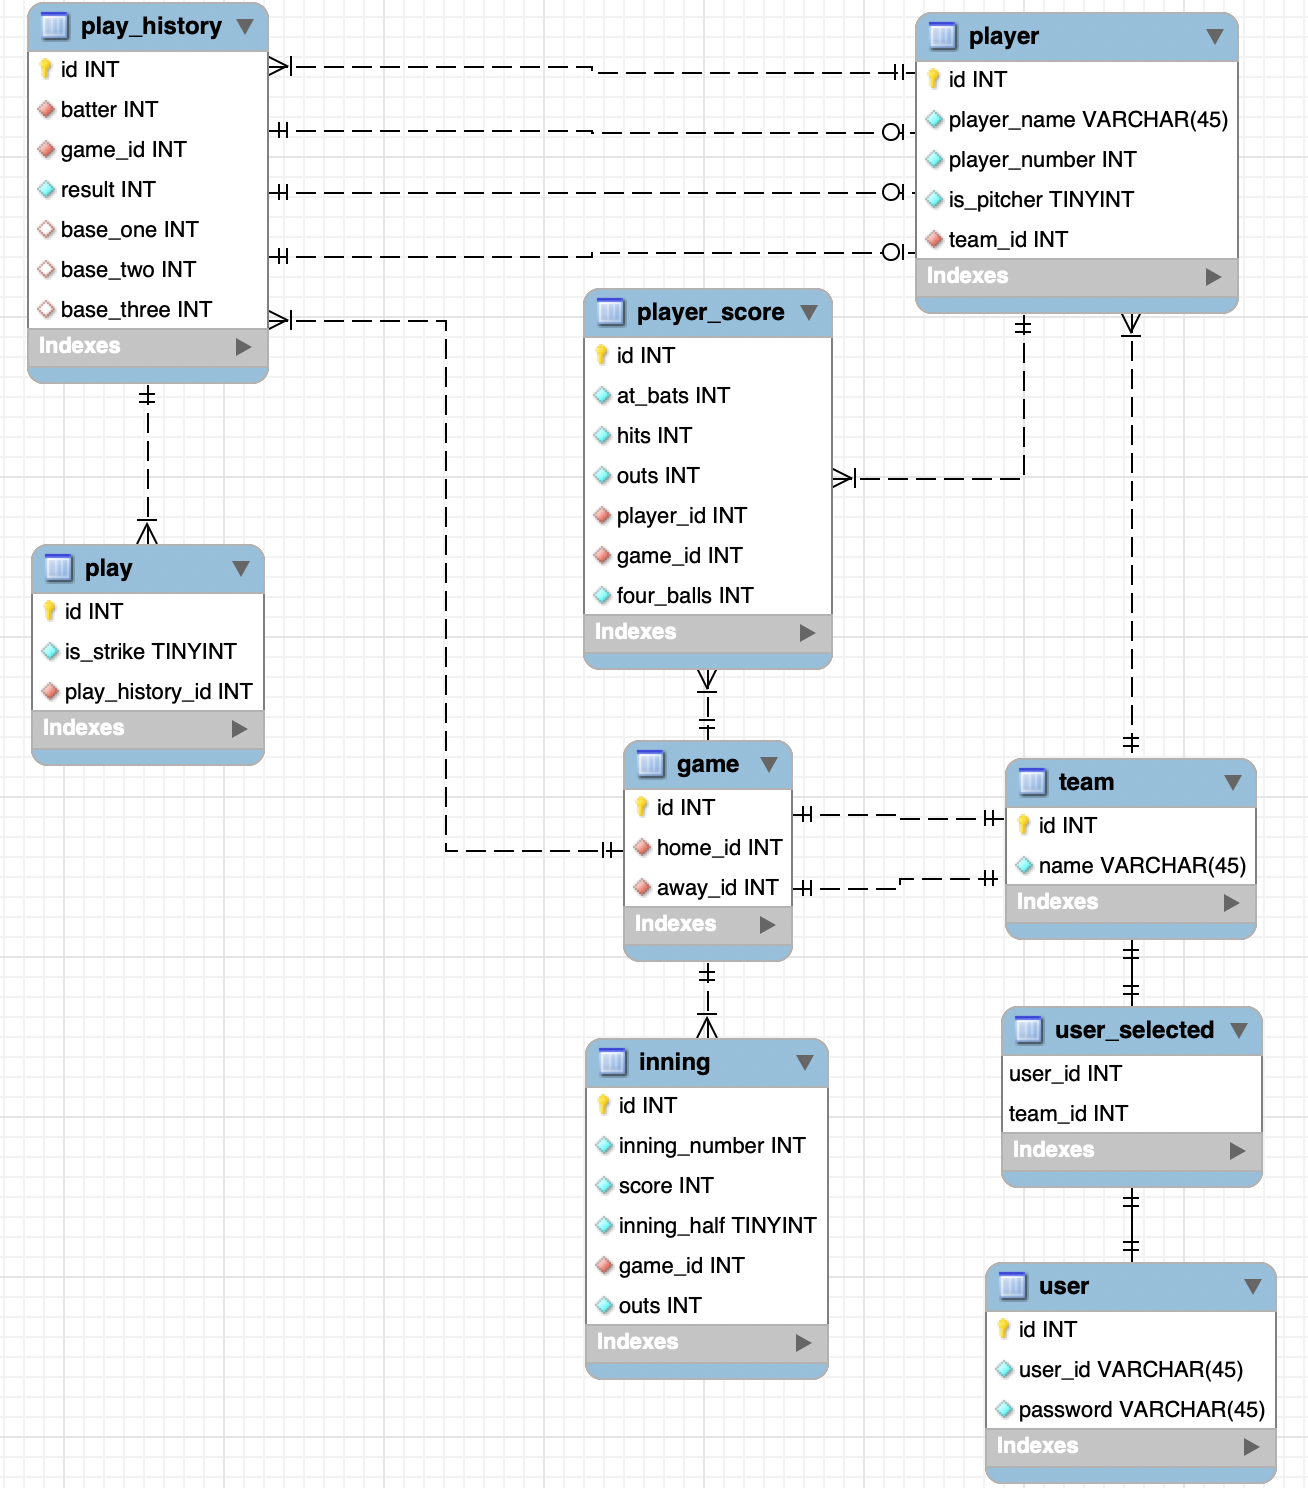 play_history
id INT
batter INT
game_id INT
result INT
base_one INT
base_two INT
base_three INT
Indexes
player
id INT
player_name VARCHAR(45)
player_number INT
is_pitcher TINYINT
team_id INT
Indexes
player_score
id INT
at_bats INT
hits INT
outs INT
player_id INT
game_id INT
four_balls INT
Indexes
play
id INT
is_strike TINYINT
play_history_id INT
Indexes
game
id INT
home_id INT
away_id INT
Indexes
team
id INT
name VARCHAR(45)
Indexes
user_selected
user_id INT
team_id INT
Indexes
inning
id INT
inning_number INT
score INT
inning_half TINYINT
game_id INT
outs INT
Indexes
user
id INT
user_id VARCHAR(45)
password VARCHAR(45)
Indexes